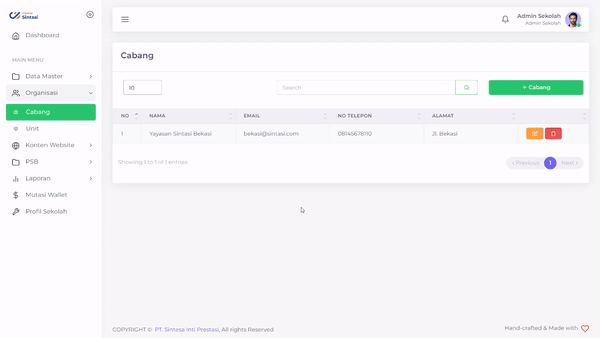 Sintasi
Admin Sekolah
Admin Sekolah
Dashboard
MAIN MENU
Data Master
Organisasi
Cabang
Unit
Konten Website
PSB
Laporan
Mutasi Wallet
Profil Sekolah
Cabang
10
Search
+ Cabang
NO NAMA EMAIL NO TELEPON ALAMAT
1 Yayasan Sintasi Bekasi bekasi@sintasi.com 08145678110 Jl. Bekasi
Showing 1 to 1 of 1 entries
‹ Previous 1 Next ›
COPYRIGHT © PT. Sintesa Inti Prestasi, All rights Reserved
Hand-crafted & Made with